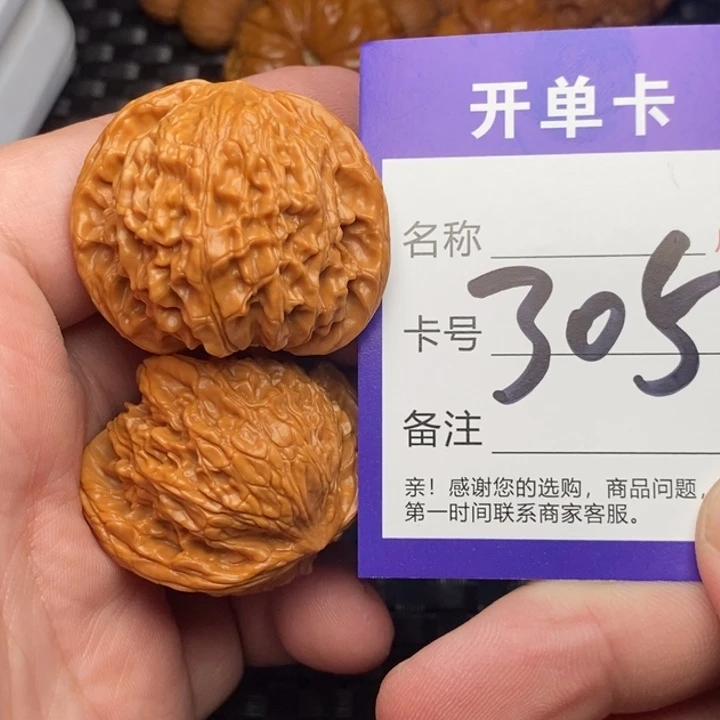 开单卡
名称
卡号 305
备注
亲！感谢您的选购，商品问题，
第一时间联系商家客服。